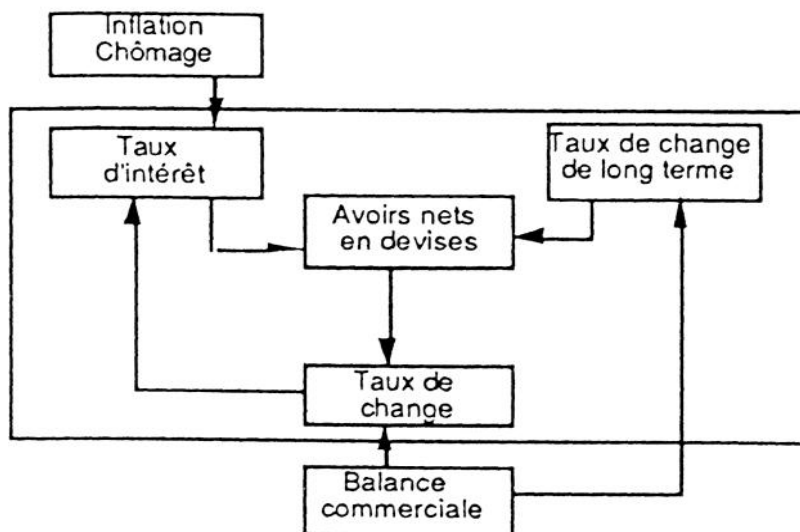 Inflation
Chômage
Taux
d'intérêt
Taux de change
de long terme
Avoirs nets
en devises
Taux de
change
Balance
commerciale